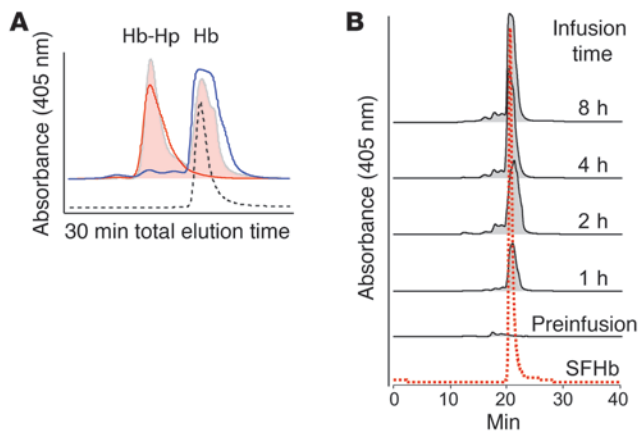 A
Hb-Hp Hb
Absorbance (405 nm)
30 min total elution time
B
Infusion
time
8 h
4 h
2 h
1 h
Preinfusion
SFHb
Absorbance (405 nm)
0 10 20 30 40
Min